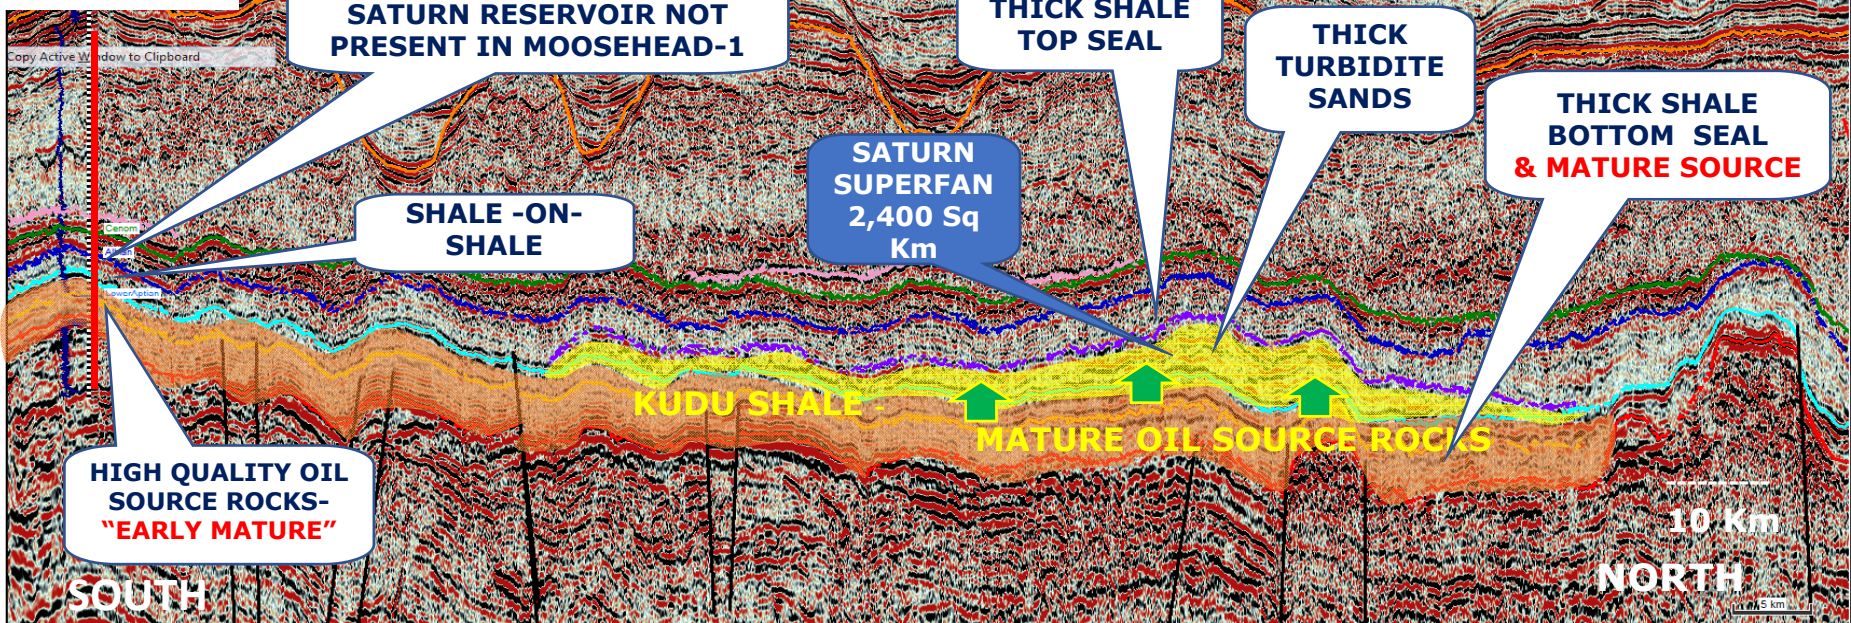 SATURN RESERVOIR NOT
PRESENT IN MOOSEHEAD-1
THICK SHALE
TOP SEAL
THICK
TURBIDITE
SANDS
THICK SHALE
BOTTOM SEAL
& MATURE SOURCE
Copy Active Window to Clipboard
SATURN
SUPERFAN
2,400 Sq
Km
SHALE -ON-
SHALE
Cenom
LowerAptian
KUDU SHALE -
MATURE OIL SOURCE ROCKS
HIGH QUALITY OIL
SOURCE ROCKS-
“EARLY MATURE”
10 Km
SOUTH
NORTH
5 km